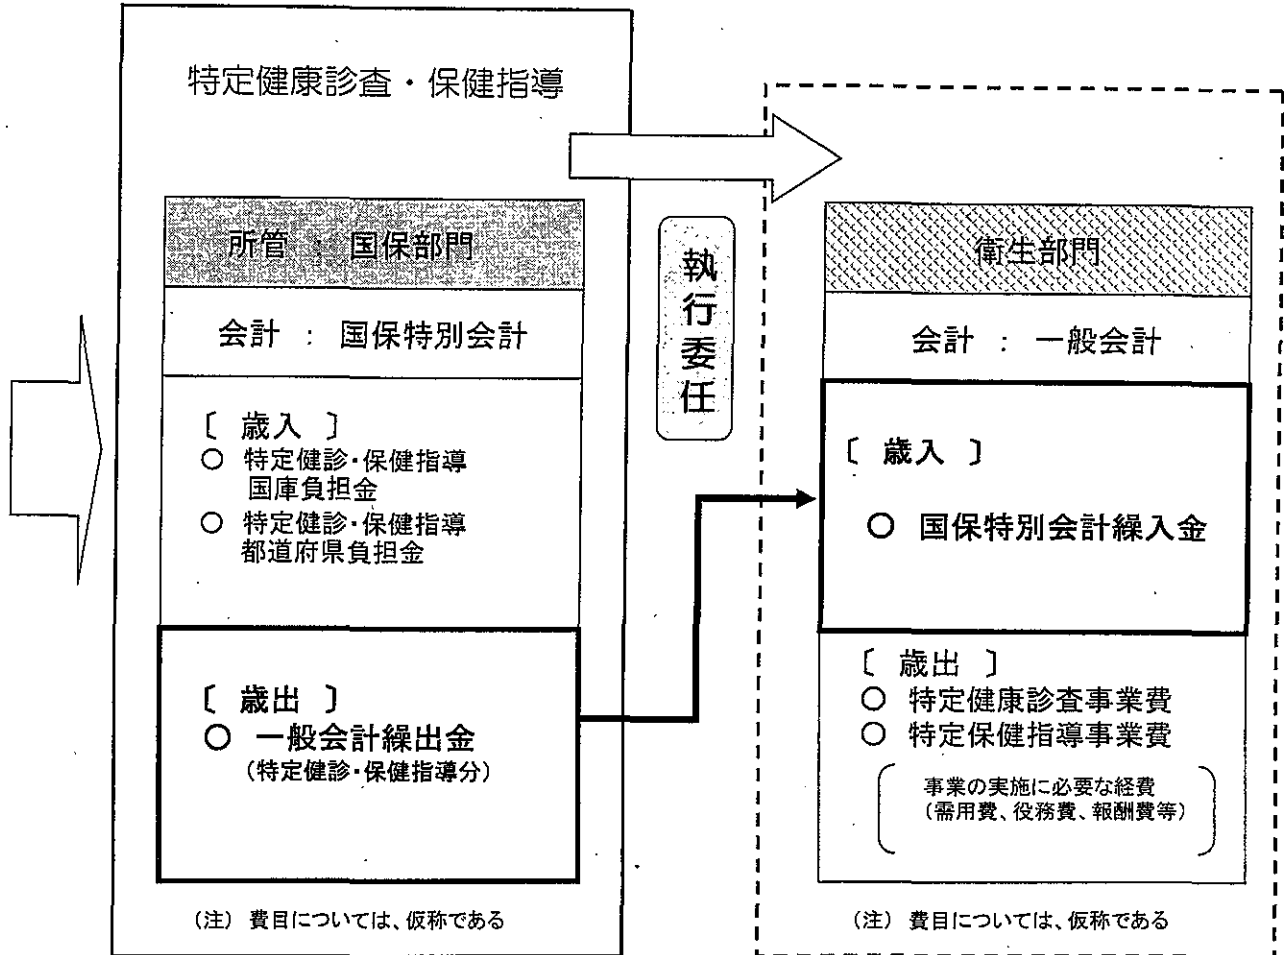 特定健康診査・保健指導
所管 : 国保部門
会計 : 国保特別会計
〔 歳入 〕
○ 特定健診・保健指導
国庫負担金
○ 特定健診・保健指導
都道府県負担金
〔 歳出 〕
○ 一般会計繰出金
(特定健診・保健指導分)
(注) 費目については、仮称である
執行委任
衛生部門
会計 : 一般会計
〔 歳入 〕
○ 国保特別会計繰入金
〔 歳出 〕
○ 特定健康診査事業費
○ 特定保健指導事業費
事業の実施に必要な経費
(需用費、役務費、報酬費等)
(注) 費目については、仮称である